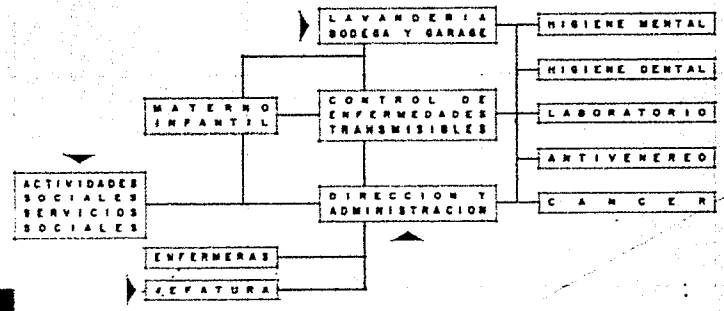 LAVANDERIA
BODEGA Y GARAGE
HIGIENE MENTAL
HIGIENE DENTAL
MATERNO
INFANTIL
CONTROL DE
ENFERMEDADES
TRANSMISIBLES
LABORATORIO
ANTIVENEREO
ACTIVIDADES
SOCIALES
SERVICIOS
SOCIALES
DIRECCION Y
ADMINISTRACION
CANCER
ENFERMERAS
JEFATURA